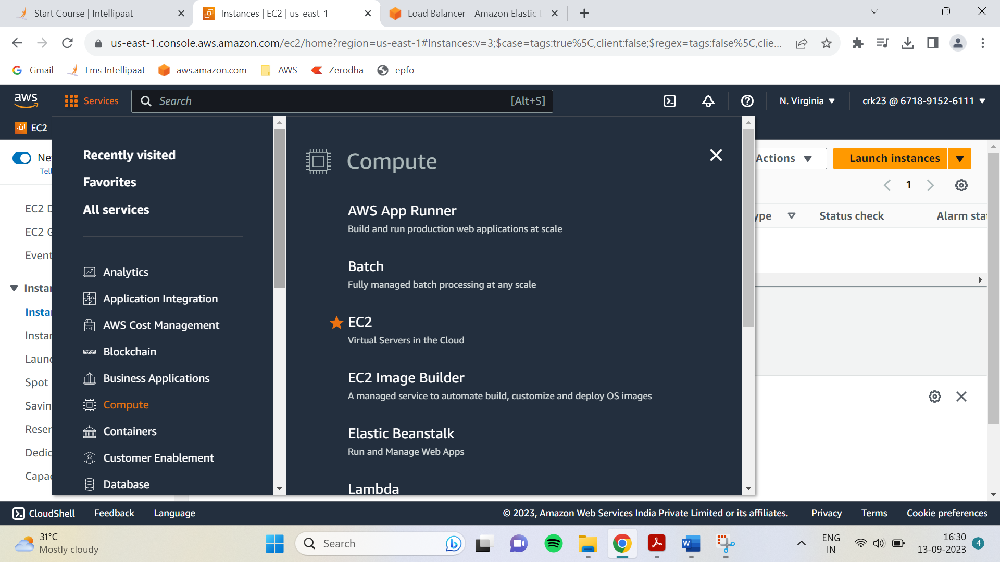 Start Course | Intellipaat
Instances | EC2 | us-east-1
Load Balancer - Amazon Elastic
us-east-1.console.aws.amazon.com/ec2/home?region=us-east-1#Instances:v=3;$case=tags:true%5C,client:false;$regex=tags:false%5C,clie...
Gmail
Lms Intellipaat
aws.amazon.com
AWS
Zerodha
epfo
aws
Services
Search
[Alt+S]
N. Virginia
crk23 @ 6718-9152-6111
EC2
Recently visited
Favorites
All services
Analytics
Application Integration
AWS Cost Management
Blockchain
Business Applications
Compute
Containers
Customer Enablement
Database
Compute
AWS App Runner
Build and run production web applications at scale
Batch
Fully managed batch processing at any scale
EC2
Virtual Servers in the Cloud
EC2 Image Builder
A managed service to automate build, customize and deploy OS images
Elastic Beanstalk
Run and Manage Web Apps
Lambda
Tell
EC2 D
EC2 G
Event
Instan
Instan
Launc
Spot
Savin
Reser
Dedic
Capac
Actions
Launch instances
1
ype
Status check
Alarm sta
CloudShell
Feedback
Language
© 2023, Amazon Web Services India Private Limited or its affiliates.
Privacy
Terms
Cookie preferences
31°C
Mostly cloudy
Search
ENG
IN
16:30
13-09-2023
4